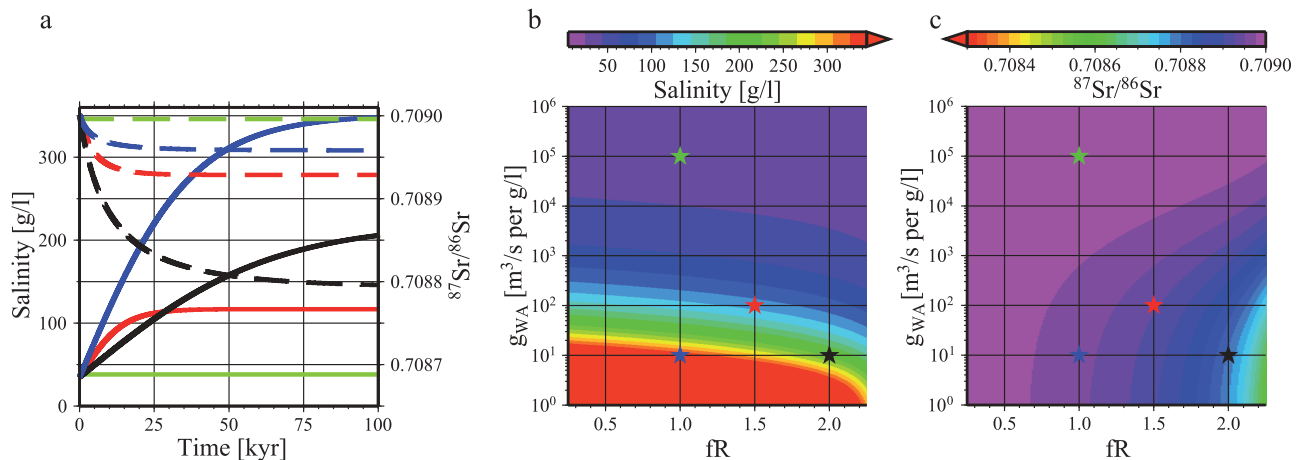 a
b
c
50 100 150 200 250 300
Salinity [g/l]
0.7084 0.7086 0.7088 0.7090
⁸⁷Sr/⁸⁶Sr
Salinity [g/l]
300
200
100
0
0 25 50 75 100
Time [kyr]
0.7090
0.7089
0.7088
0.7087
⁸⁷Sr/⁸⁶Sr
g_WA [m³/s per g/l]
10⁶
10⁵
10⁴
10³
10²
10¹
10⁰
0.5 1.0 1.5 2.0
fR
g_WA [m³/s per g/l]
10⁶
10⁵
10⁴
10³
10²
10¹
10⁰
0.5 1.0 1.5 2.0
fR